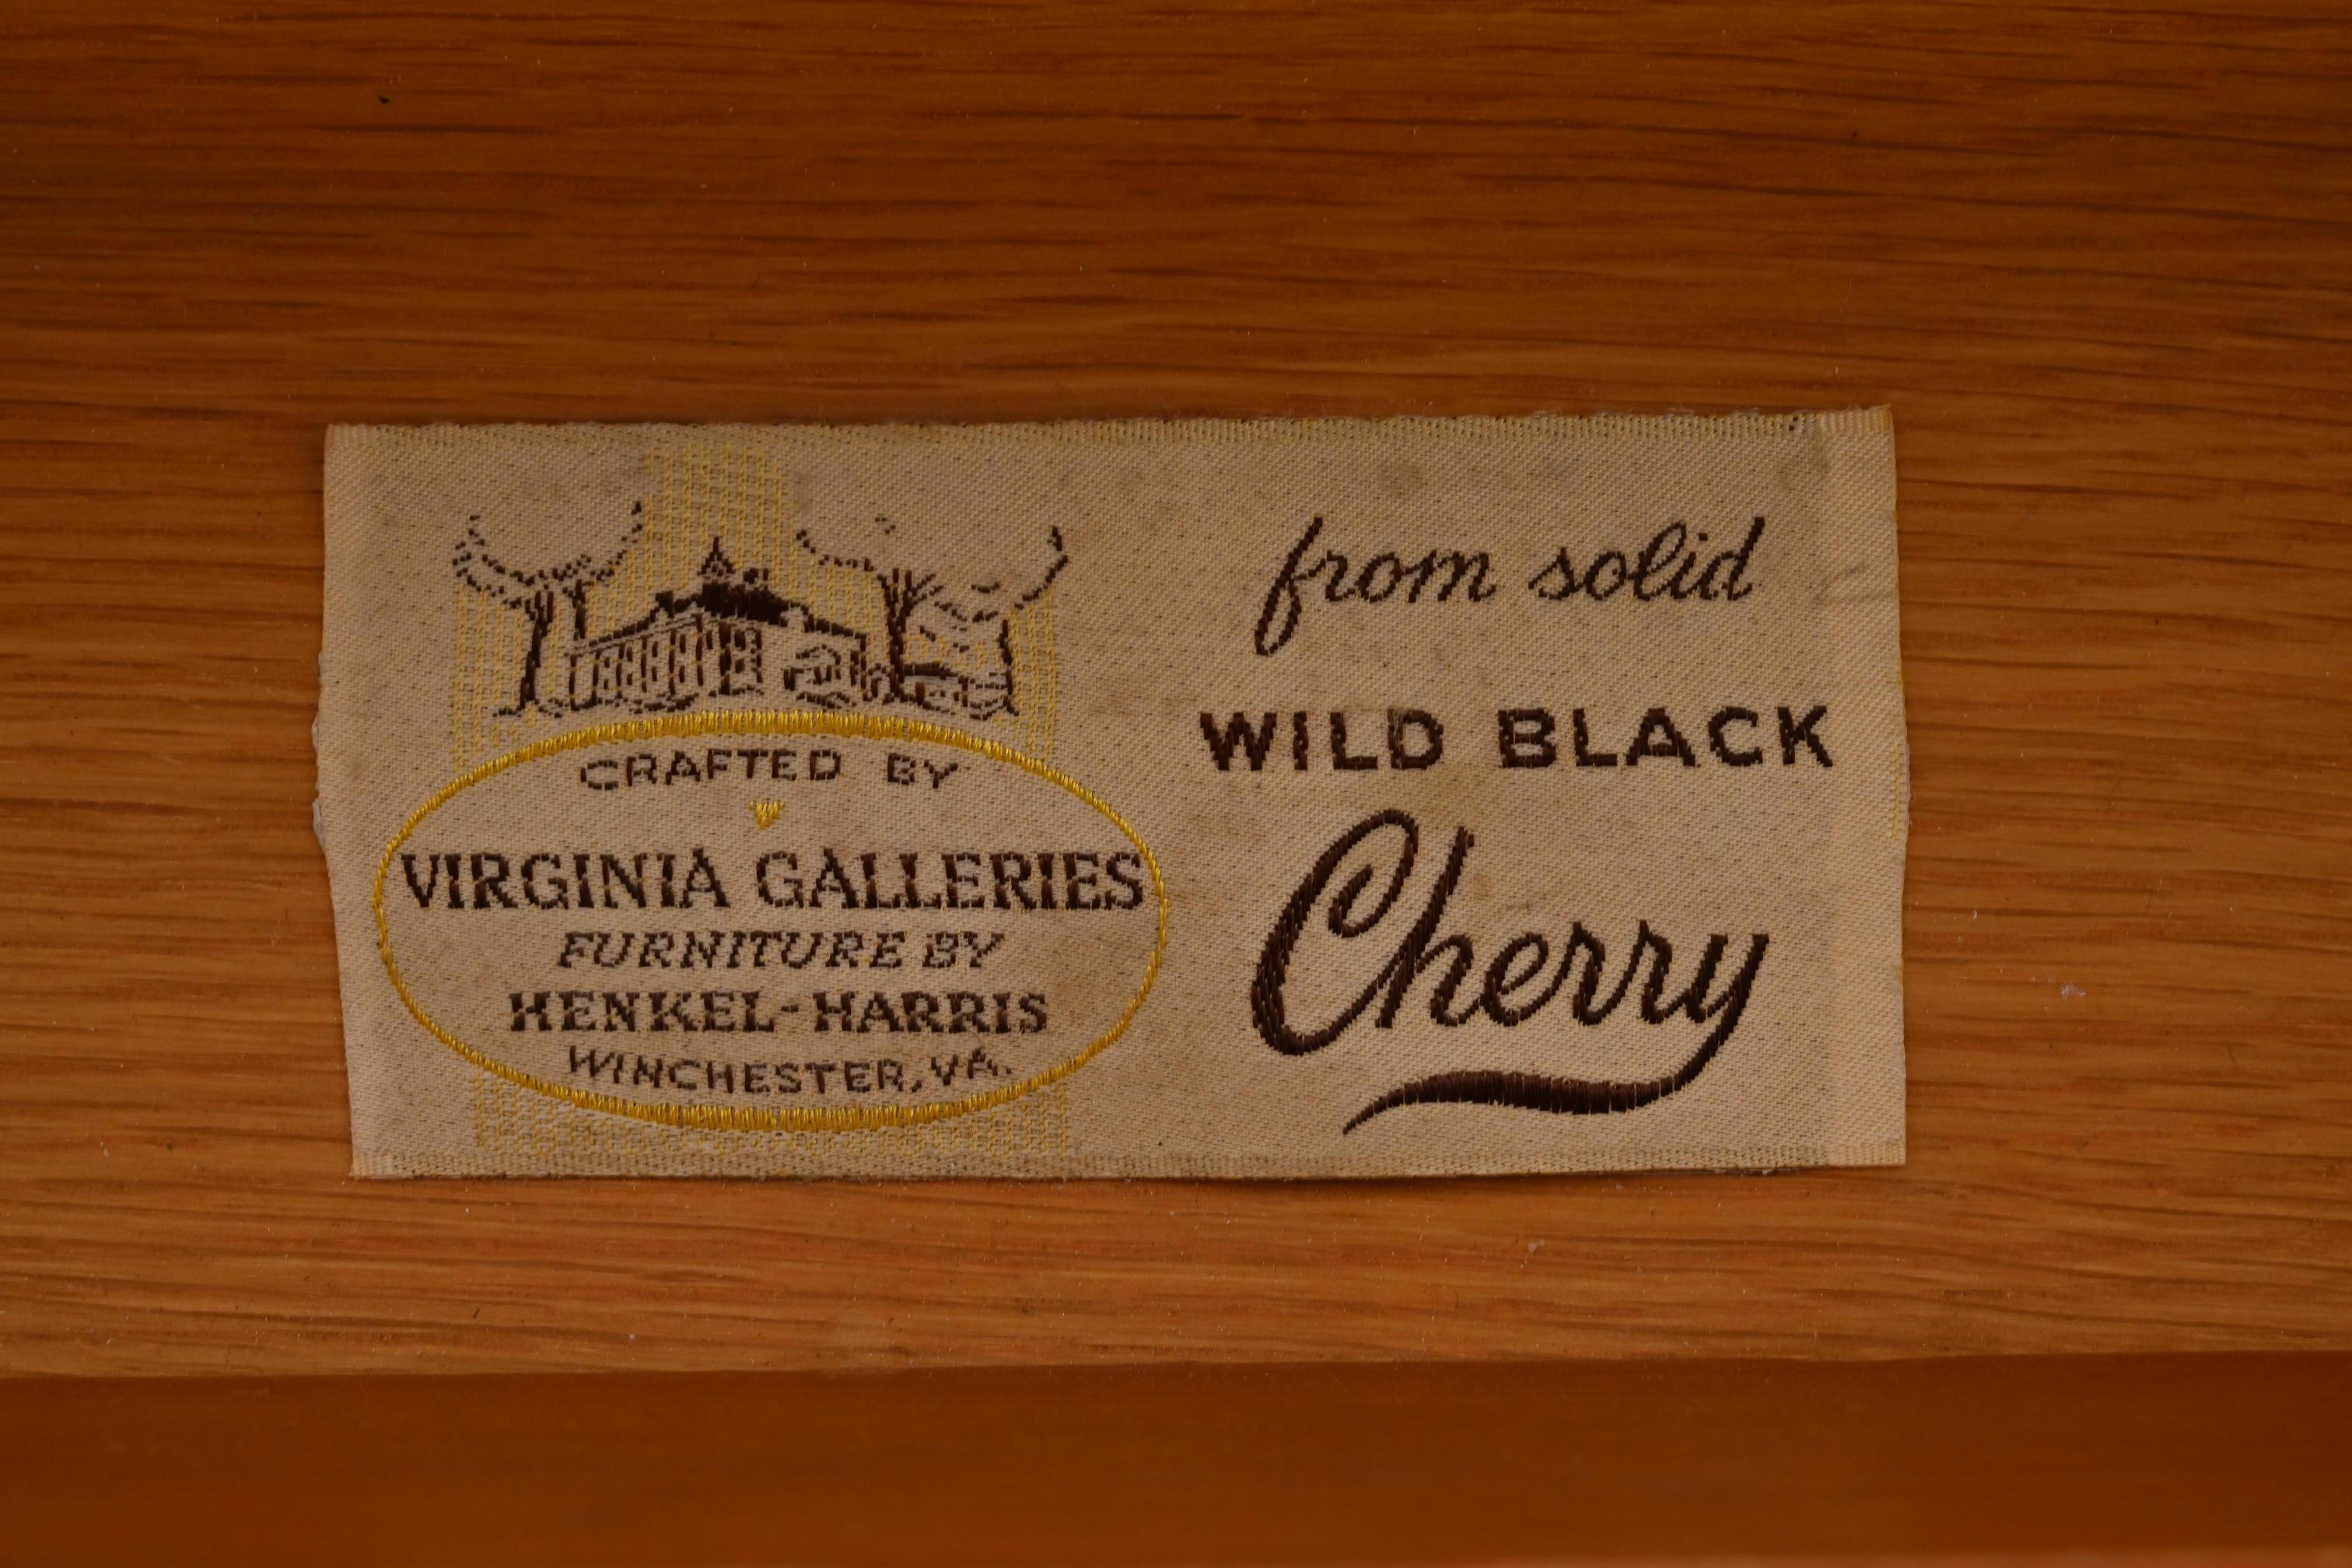 CRAFTED BY
VIRGINIA GALLERIES
FURNITURE BY
HENKEL-HARRIS
WINCHESTER, VA.
from solid
WILD BLACK
Cherry